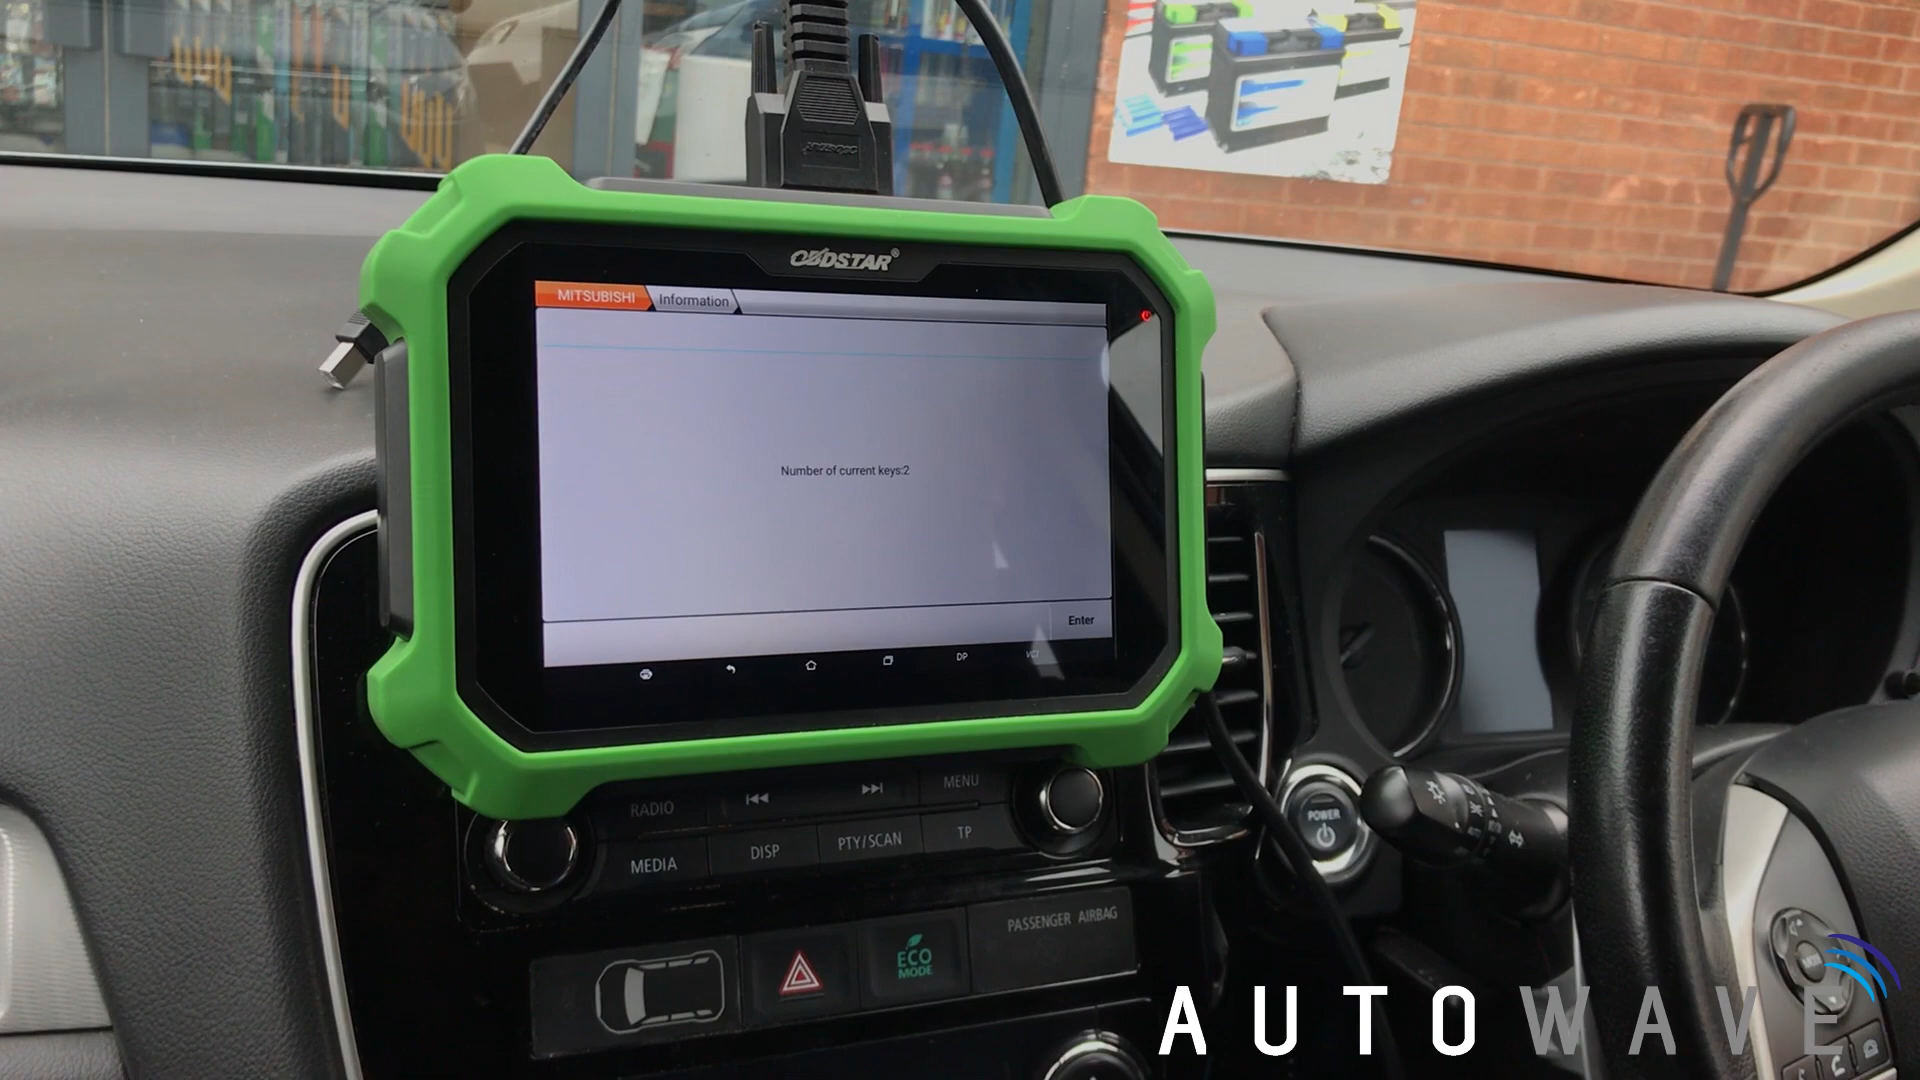 OBDSTAR®
MITSUBISHI
Information
Number of current keys:2
Enter
DP
VCI
RADIO
MENU
MEDIA
DISP
PTY/SCAN
TP
POWER
ECO
MODE
PASSENGER AIRBAG
AUTOWAVE